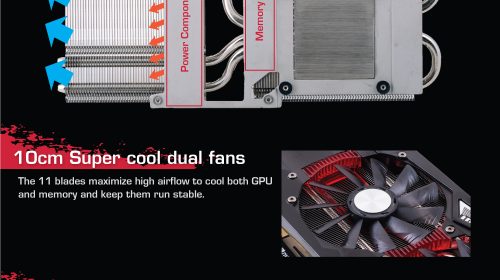 Power Compon
Memory
10cm Super cool dual fans
The 11 blades maximize high airflow to cool both GPU
and memory and keep them run stable.